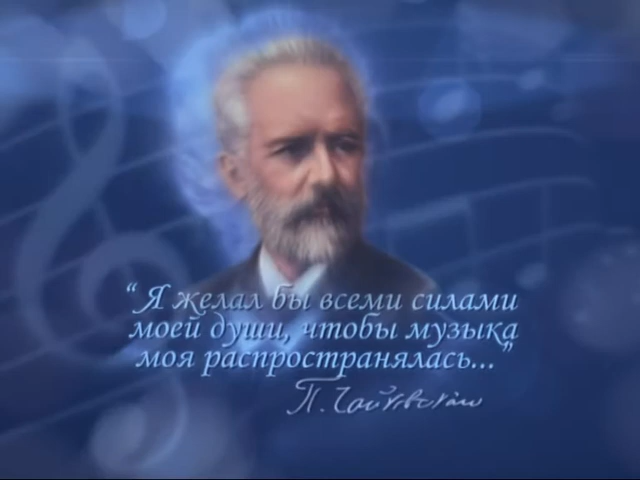 “Я желал бы всеми силами
моей души, чтобы музыка
моя распространялась...”
П. Чайковский